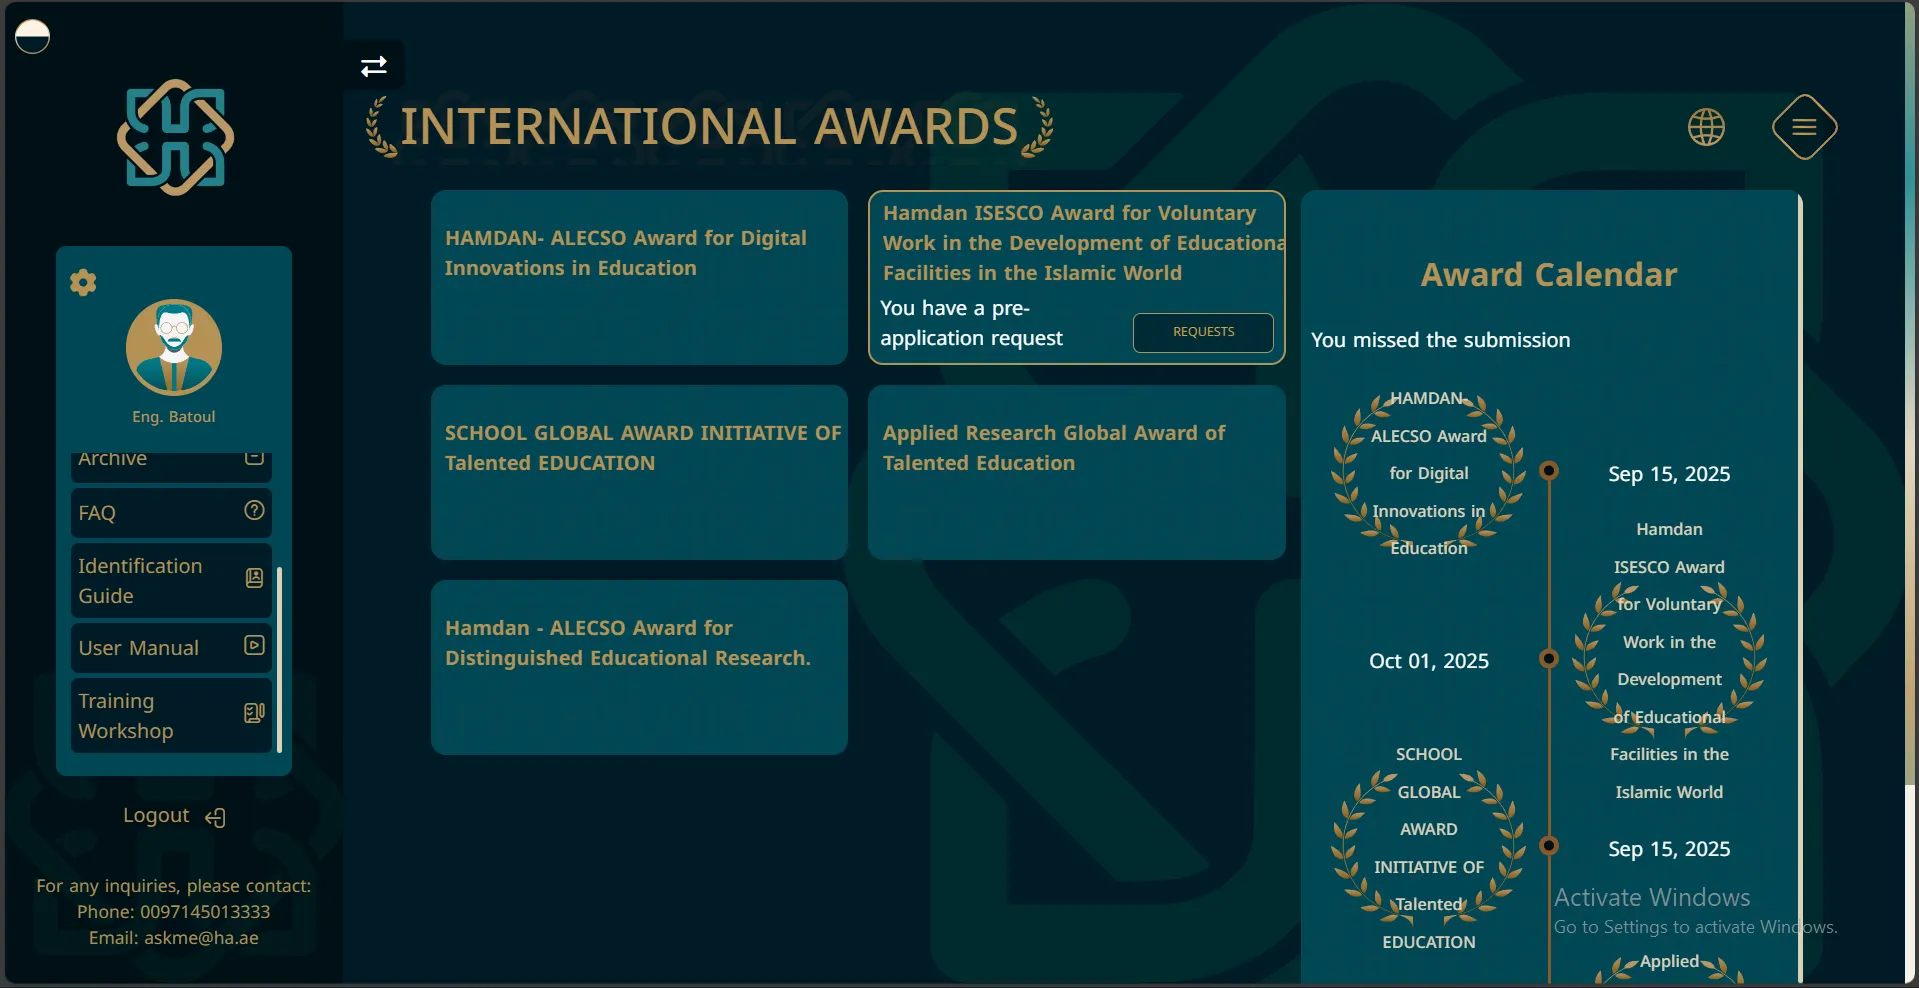 INTERNATIONAL AWARDS
Eng. Batoul
Archive
FAQ
Identification
Guide
User Manual
Training
Workshop
Logout
For any inquiries, please contact:
Phone: 0097145013333
Email: askme@ha.ae
HAMDAN- ALECSO Award for Digital
Innovations in Education
Hamdan ISESCO Award for Voluntary
Work in the Development of Educationa
Facilities in the Islamic World
You have a pre-
application request
REQUESTS
SCHOOL GLOBAL AWARD INITIATIVE OF
Talented EDUCATION
Applied Research Global Award of
Talented Education
Hamdan - ALECSO Award for
Distinguished Educational Research.
Award Calendar
You missed the submission
HAMDAN-
ALECSO Award
for Digital
Innovations in
Education
Sep 15, 2025
Hamdan
ISESCO Award
for Voluntary
Work in the
Development
of Educational
Facilities in the
Islamic World
Oct 01, 2025
SCHOOL
GLOBAL
AWARD
INITIATIVE OF
Talented
EDUCATION
Sep 15, 2025
Applied
Activate Windows
Go to Settings to activate Windows.